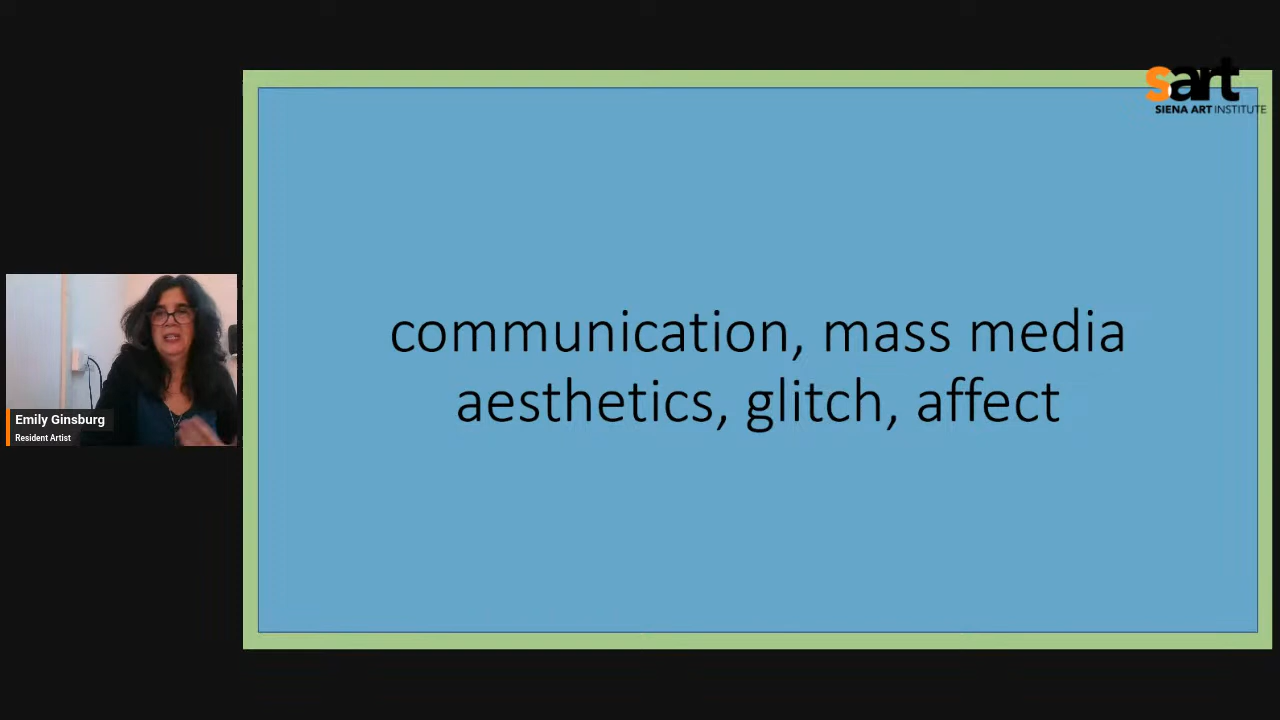 sart
SIENA ART INSTITUTE
communication, mass media
aesthetics, glitch, affect
Emily Ginsburg
Resident Artist